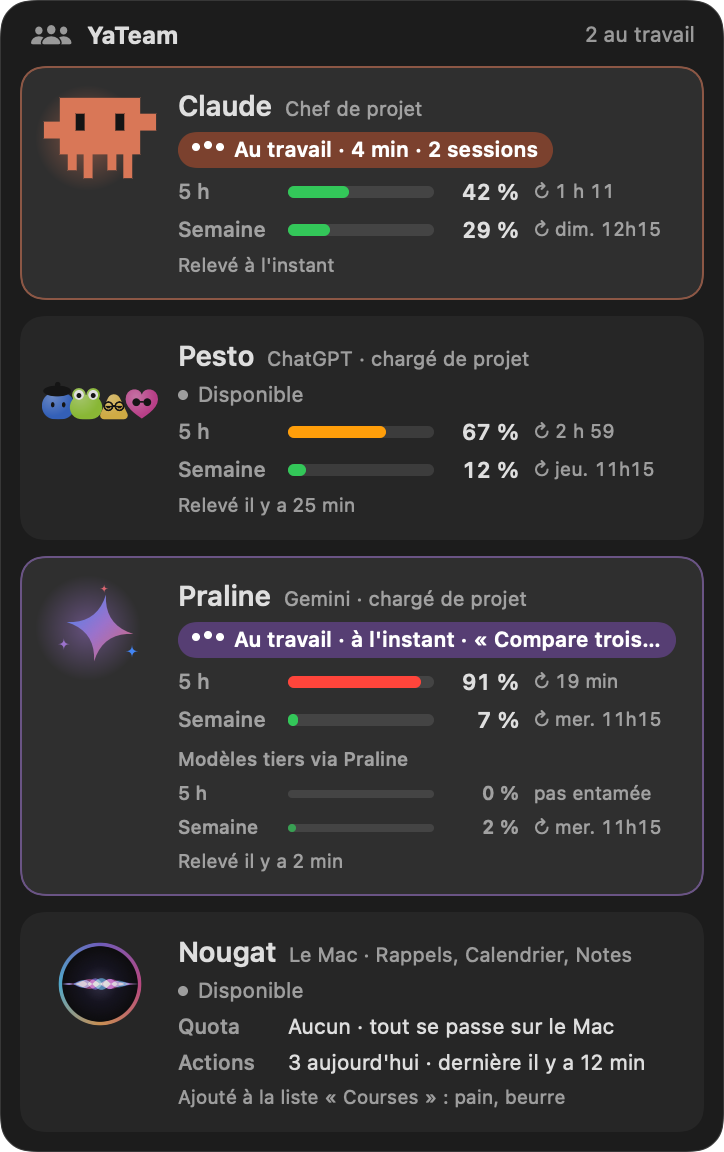 YaTeam 2 au travail
Claude Chef de projet
Au travail · 4 min · 2 sessions
5 h 42 % ↻ 1 h 11
Semaine 29 % ↻ dim. 12h15
Relevé à l'instant
Pesto ChatGPT · chargé de projet
Disponible
5 h 67 % ↻ 2 h 59
Semaine 12 % ↻ jeu. 11h15
Relevé il y a 25 min
Praline Gemini · chargé de projet
Au travail · à l'instant · « Compare trois…
5 h 91 % ↻ 19 min
Semaine 7 % ↻ mer. 11h15
Modèles tiers via Praline
5 h 0 % pas entamée
Semaine 2 % ↻ mer. 11h15
Relevé il y a 2 min
Nougat Le Mac · Rappels, Calendrier, Notes
Disponible
Quota Aucun · tout se passe sur le Mac
Actions 3 aujourd'hui · dernière il y a 12 min
Ajouté à la liste « Courses » : pain, beurre